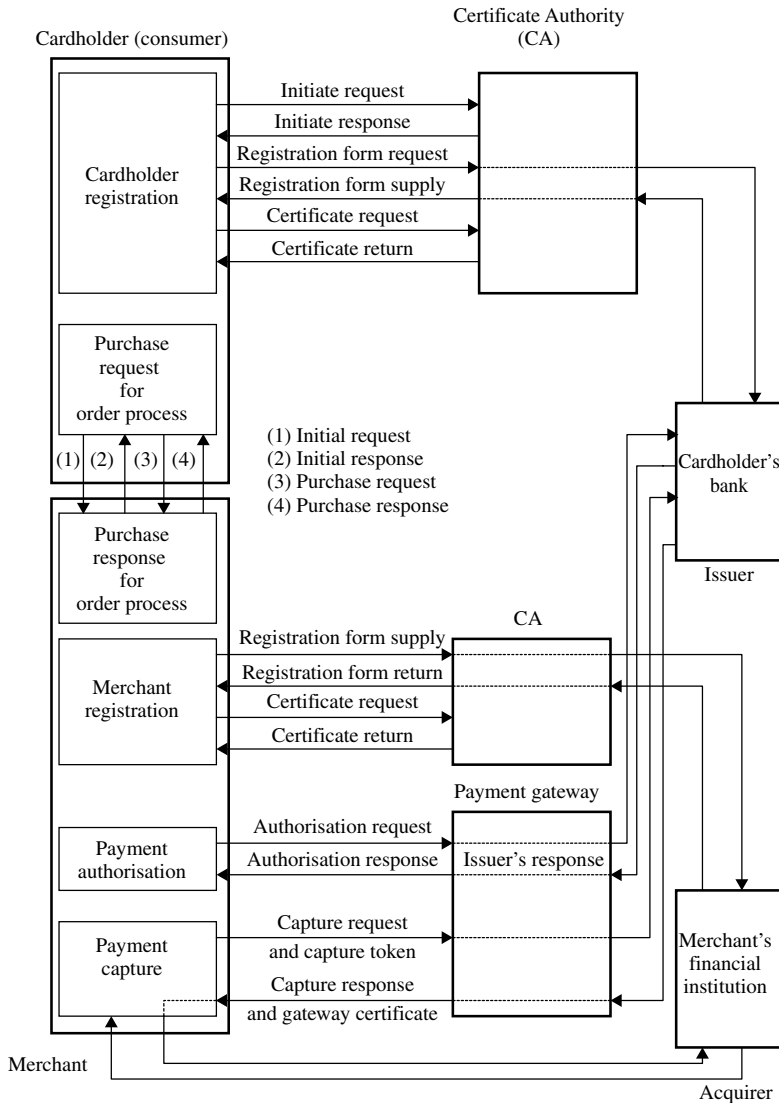 Certificate Authority
(CA)
Cardholder (consumer)
Initiate request
Initiate response
Registration form request
Registration form supply
Certificate request
Certificate return
Cardholder
registration
Purchase
request
for
order process
(1) (2) (3) (4)
(1) Initial request
(2) Initial response
(3) Purchase request
(4) Purchase response
Cardholder's
bank
Issuer
Purchase
response
for
order process
CA
Registration form supply
Registration form return
Certificate request
Certificate return
Merchant
registration
Payment gateway
Authorisation request
Authorisation response
Issuer's response
Payment
authorisation
Capture request
and capture token
Capture response
and gateway certificate
Payment
capture
Merchant's
financial
institution
Merchant
Acquirer